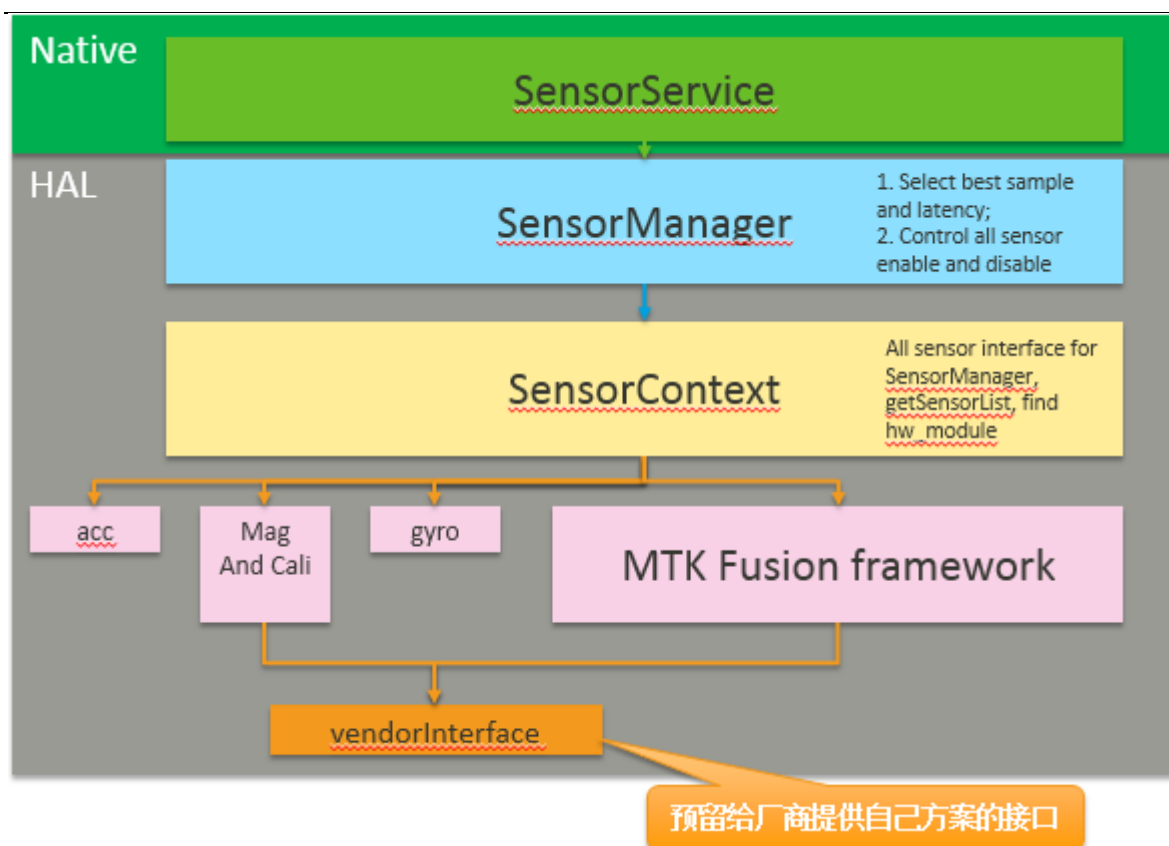 Native
SensorService
HAL
SensorManager
1. Select best sample
and latency;
2. Control all sensor
enable and disable
SensorContext
All sensor interface for
SensorManager,
getSensorList, find
hw_module
acc
Mag
And Cali
gyro
MTK Fusion framework
vendorInterface
预留给厂商提供自己方案的接口